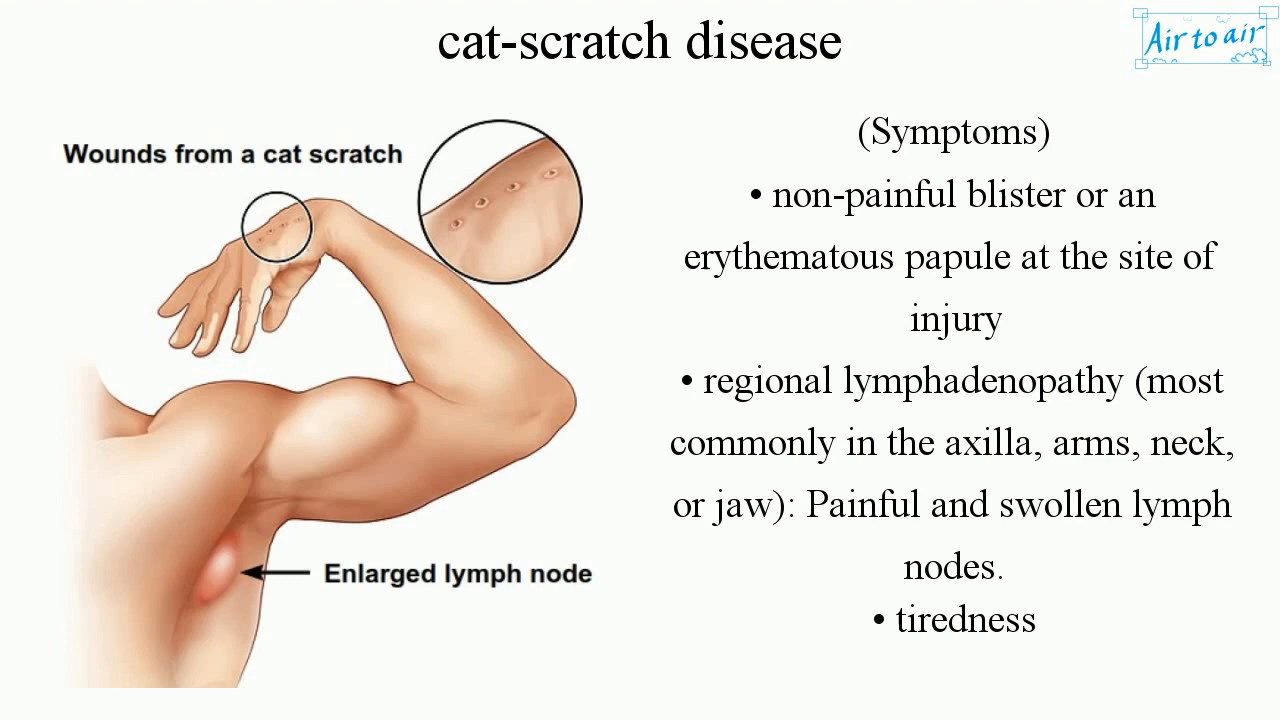 cat-scratch disease
Air to air
Wounds from a cat scratch
Enlarged lymph node
(Symptoms)
• non-painful blister or an
erythematous papule at the site of
injury
• regional lymphadenopathy (most
commonly in the axilla, arms, neck,
or jaw): Painful and swollen lymph
nodes.
• tiredness